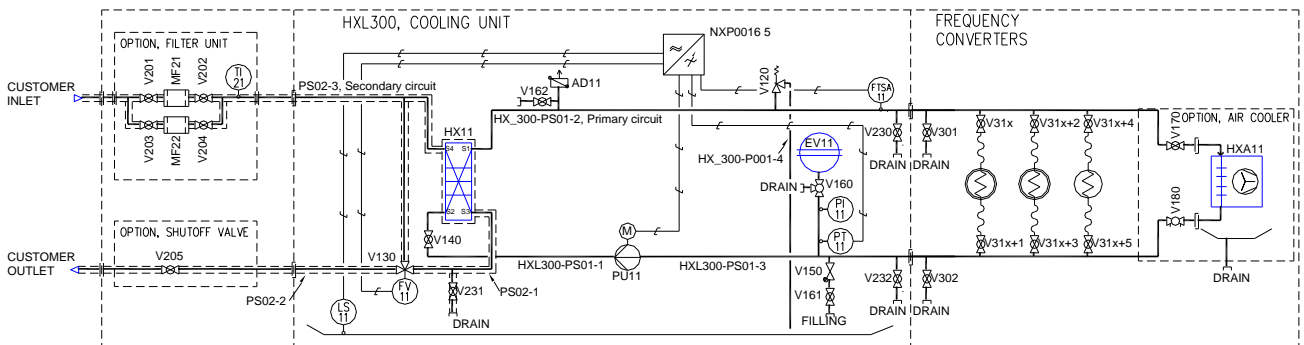 HXL300, COOLING UNIT
FREQUENCY
CONVERTERS
OPTION, FILTER UNIT
V201
MF21
V202
TI
21
CUSTOMER
INLET
V203
MF22
V204
PS02-3, Secondary circuit
NXP0016 5
AD11
V162
V120
FTSA
11
HX_300-PS01-2, Primary circuit
HX11
S4
S1
S2
S3
HX_300-P001-4
EV11
V230
DRAIN
V301
DRAIN
V31x
V31x+2
V31x+4
OPTION, AIR COOLER
V170
HXA11
V180
DRAIN
V160
PI
11
PT
11
M
V140
OPTION, SHUTOFF VALVE
V205
CUSTOMER
OUTLET
V130
FV
11
PS02-2
PS02-1
V231
DRAIN
LS
11
HXL300-PS01-1
PU11
HXL300-PS01-3
V150
V161
FILLING
V232
DRAIN
V302
DRAIN
V31x+1
V31x+3
V31x+5
DRAIN